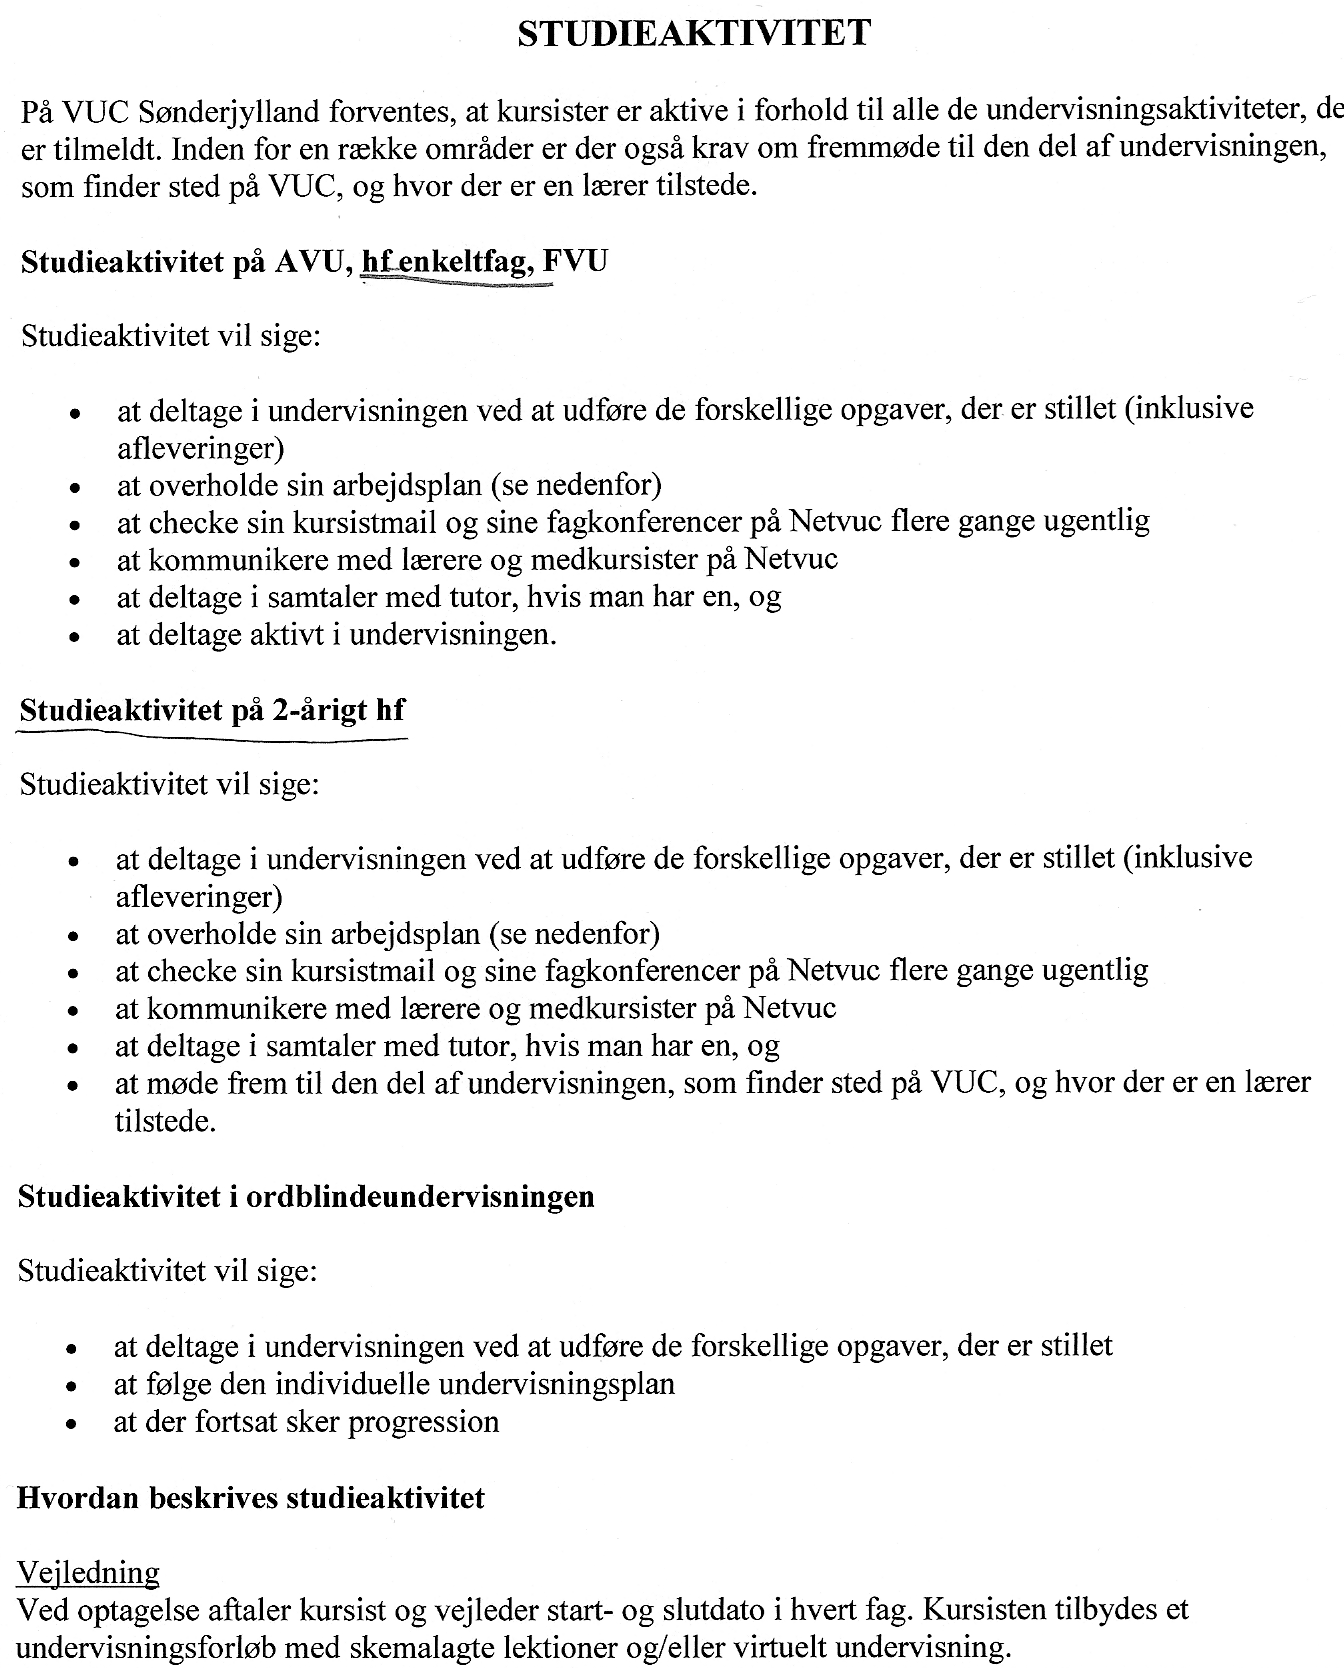 STUDIEAKTIVITET
På VUC Sønderjylland forventes, at kursister er aktive i forhold til alle de undervisningsaktiviteter, de
er tilmeldt. Inden for en række områder er der også krav om fremmøde til den del af undervisningen,
som finder sted på VUC, og hvor der er en lærer tilstede.
Studieaktivitet på AVU, hf-enkeltfag, FVU
Studieaktivitet vil sige:
• at deltage i undervisningen ved at udføre de forskellige opgaver, der er stillet (inklusive
afleveringer)
• at overholde sin arbejdsplan (se nedenfor)
• at checke sin kursistmail og sine fagkonferencer på Netvuc flere gange ugentlig
• at kommunikere med lærere og medkursister på Netvuc
• at deltage i samtaler med tutor, hvis man har en, og
• at deltage aktivt i undervisningen.
Studieaktivitet på 2-årigt hf
Studieaktivitet vil sige:
• at deltage i undervisningen ved at udføre de forskellige opgaver, der er stillet (inklusive
afleveringer)
• at overholde sin arbejdsplan (se nedenfor)
• at checke sin kursistmail og sine fagkonferencer på Netvuc flere gange ugentlig
• at kommunikere med lærere og medkursister på Netvuc
• at deltage i samtaler med tutor, hvis man har en, og
• at møde frem til den del af undervisningen, som finder sted på VUC, og hvor der er en lærer
tilstede.
Studieaktivitet i ordblindeundervisningen
Studieaktivitet vil sige:
• at deltage i undervisningen ved at udføre de forskellige opgaver, der er stillet
• at følge den individuelle undervisningsplan
• at der fortsat sker progression
Hvordan beskrives studieaktivitet
Vejledning
Ved optagelse aftaler kursist og vejleder start- og slutdato i hvert fag. Kursisten tilbydes et
undervisningsforløb med skemalagte lektioner og/eller virtuelt undervisning.